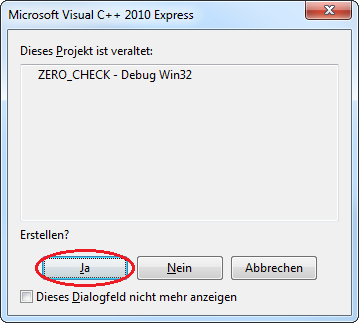 Microsoft Visual C++ 2010 Express
Dieses Projekt ist veraltet:
ZERO_CHECK - Debug Win32
Erstellen?
Ja Nein Abbrechen
Dieses Dialogfeld nicht mehr anzeigen